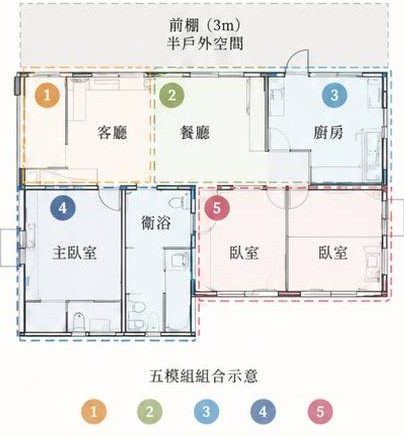 前棚（3m）
半戶外空間
1
2
3
客廳
餐廳
廚房
4
衛浴
5
主臥室
臥室
臥室
五模組組合示意
1 2 3 4 5